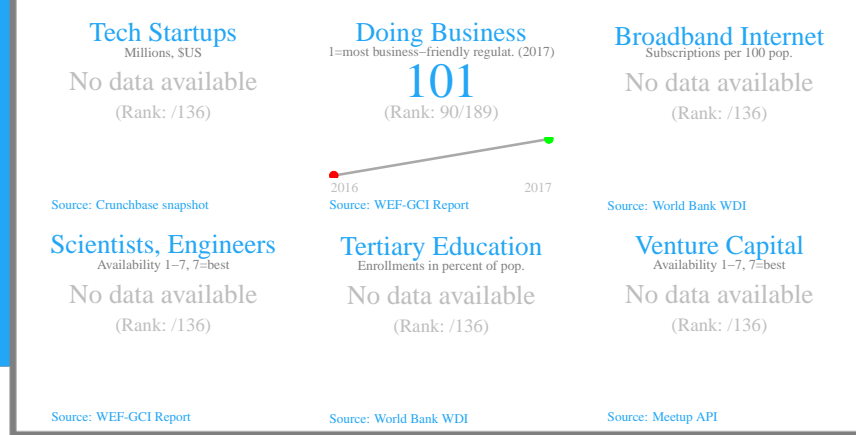 Tech Startups
Millions, $US
No data available
(Rank: /136)
Source: Crunchbase snapshot
Doing Business
1=most business−friendly regulat. (2017)
101
(Rank: 90/189)
2016 2017
Source: WEF-GCI Report
Broadband Internet
Subscriptions per 100 pop.
No data available
(Rank: /136)
Source: World Bank WDI
Scientists, Engineers
Availability 1−7, 7=best
No data available
(Rank: /136)
Source: WEF-GCI Report
Tertiary Education
Enrollments in percent of pop.
No data available
(Rank: /136)
Source: World Bank WDI
Venture Capital
Availability 1−7, 7=best
No data available
(Rank: /136)
Source: Meetup API